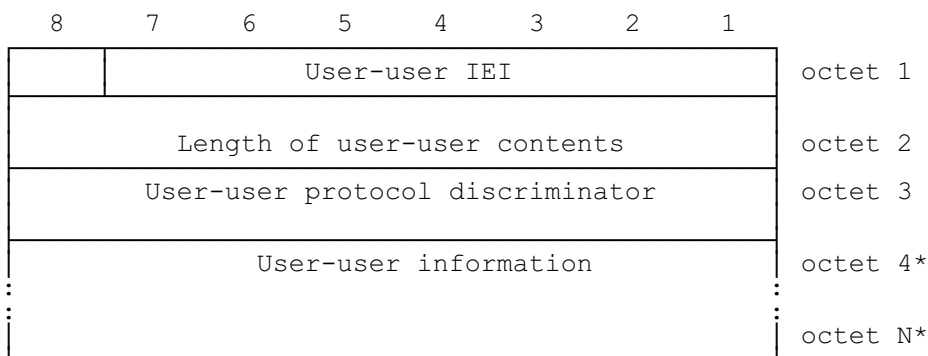 8 7 6 5 4 3 2 1
User-user IEI octet 1
Length of user-user contents octet 2
User-user protocol discriminator octet 3
User-user information octet 4*
octet N*